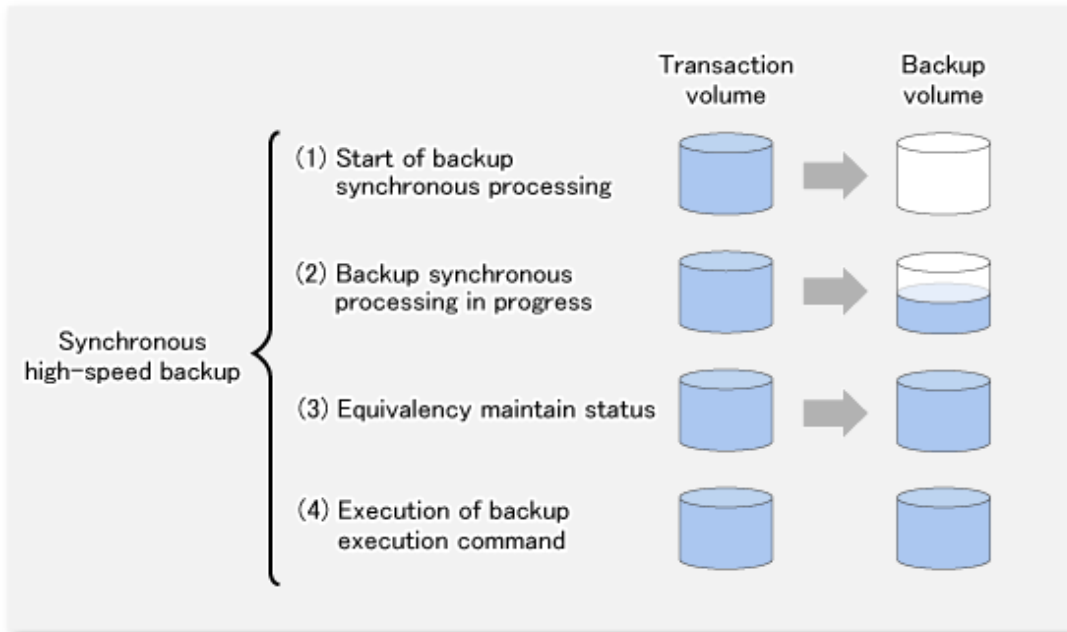 Transaction
volume
Backup
volume
(1) Start of backup
synchronous processing
(2) Backup synchronous
processing in progress
Synchronous
high-speed backup
(3) Equivalency maintain status
(4) Execution of backup
execution command